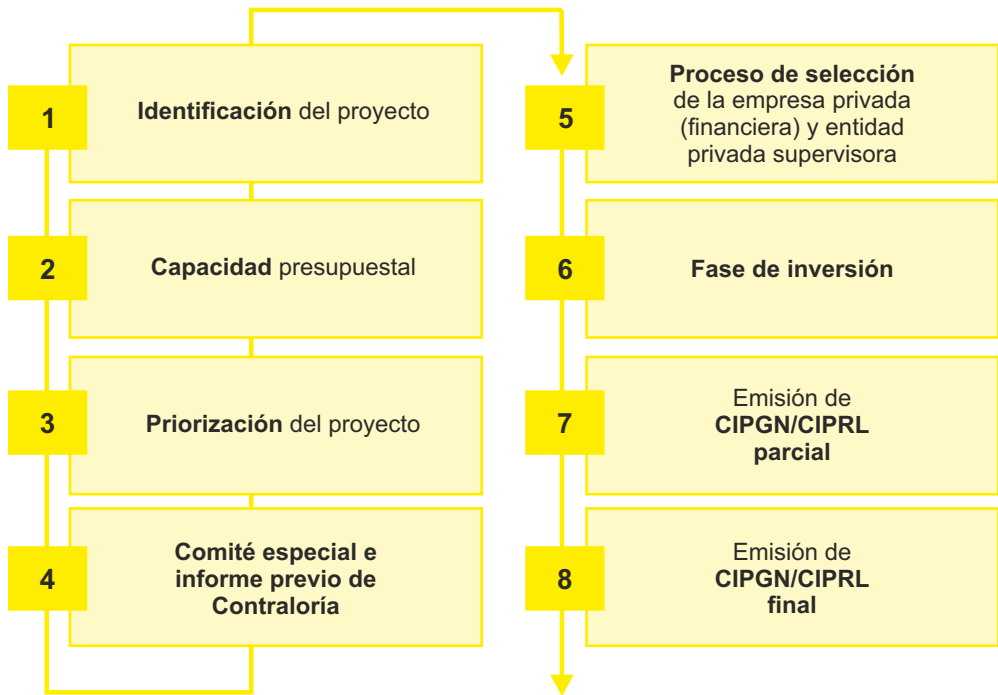 1
Identificación del proyecto
2
Capacidad presupuestal
3
Priorización del proyecto
4
Comité especial e
informe previo de
Contraloría
5
Proceso de selección
de la empresa privada
(financiera) y entidad
privada supervisora
6
Fase de inversión
7
Emisión de
CIPGN/CIPRL
parcial
8
Emisión de
CIPGN/CIPRL
final